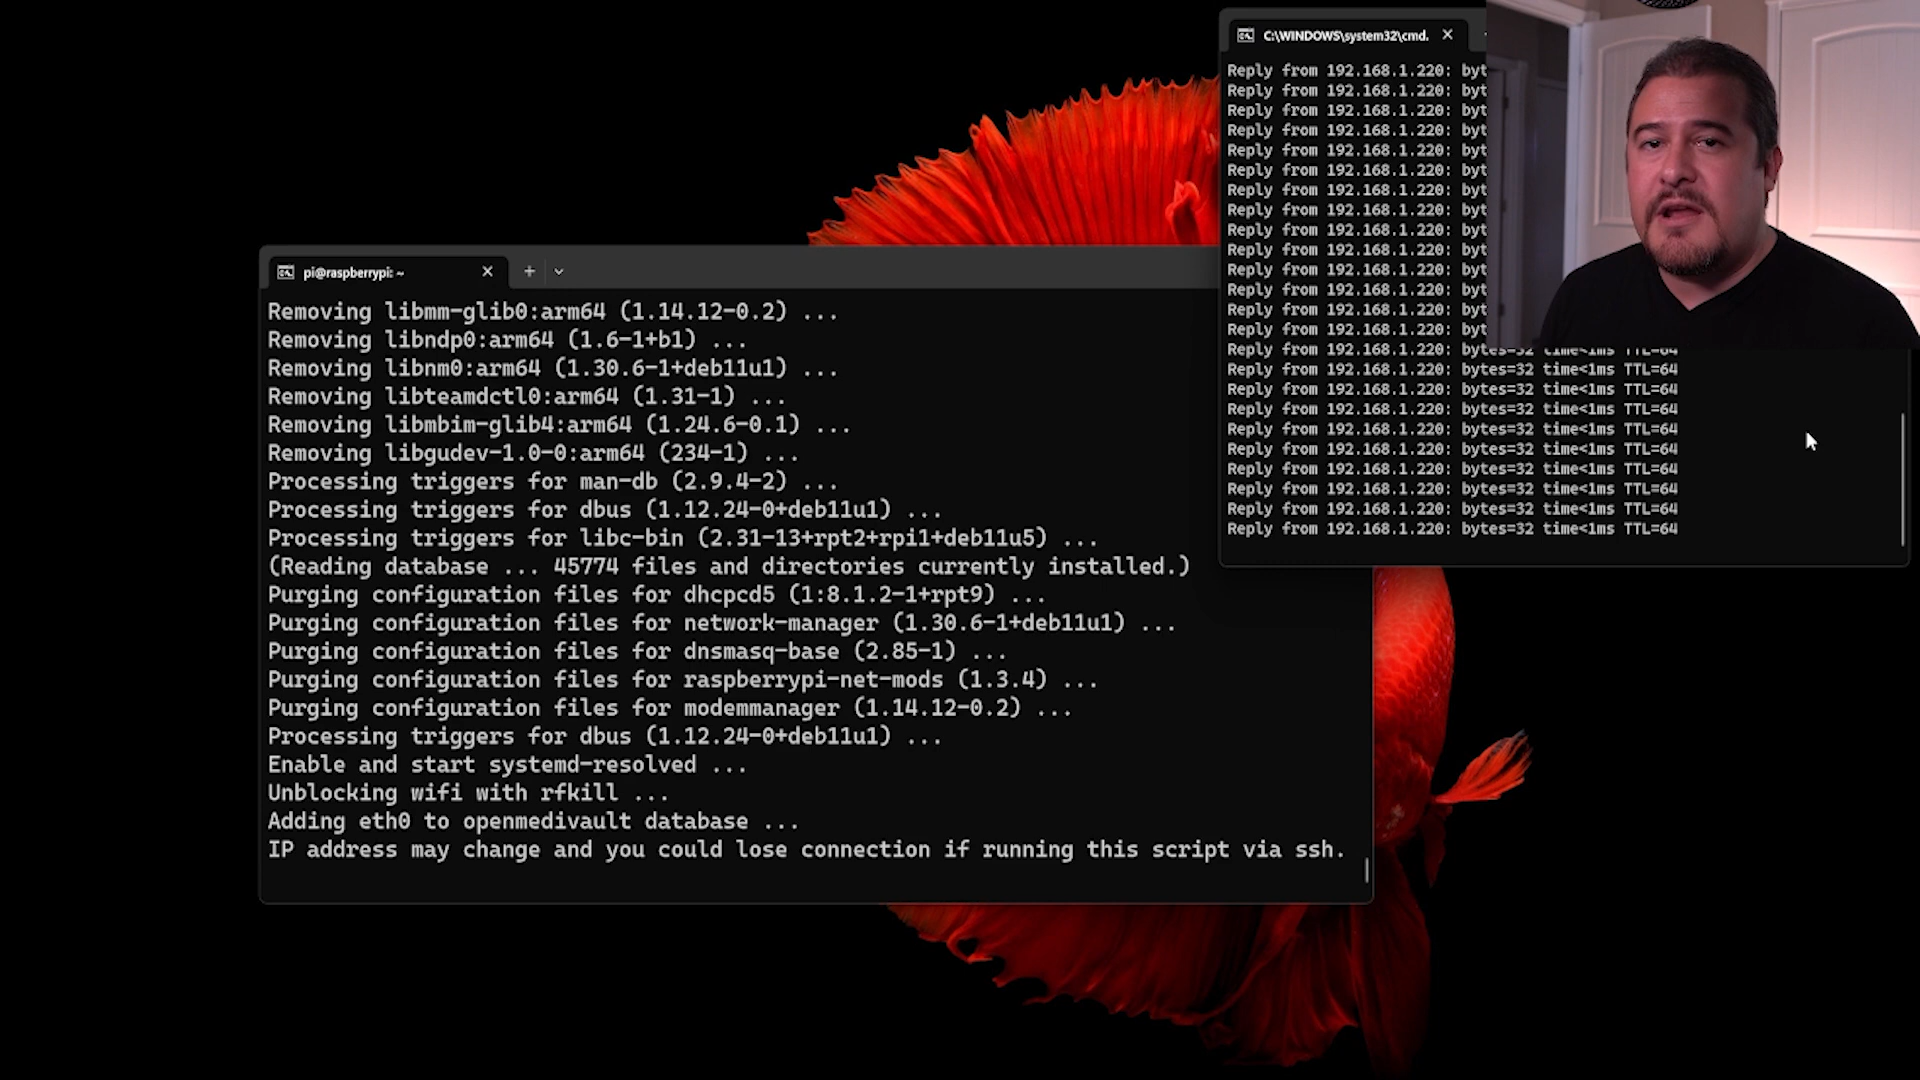 pi@raspberrypi: ~
Removing libmm-glib0:arm64 (1.14.12-0.2) ...
Removing libndp0:arm64 (1.6-1+b1) ...
Removing libnm0:arm64 (1.30.6-1+deb11u1) ...
Removing libteamdctl0:arm64 (1.31-1) ...
Removing libmbim-glib4:arm64 (1.24.6-0.1) ...
Removing libgudev-1.0-0:arm64 (234-1) ...
Processing triggers for man-db (2.9.4-2) ...
Processing triggers for dbus (1.12.24-0+deb11u1) ...
Processing triggers for libc-bin (2.31-13+rpt2+rpi1+deb11u5) ...
(Reading database ... 45774 files and directories currently installed.)
Purging configuration files for dhcpcd5 (1:8.1.2-1+rpt9) ...
Purging configuration files for network-manager (1.30.6-1+deb11u1) ...
Purging configuration files for dnsmasq-base (2.85-1) ...
Purging configuration files for raspberrypi-net-mods (1.3.4) ...
Purging configuration files for modemmanager (1.14.12-0.2) ...
Processing triggers for dbus (1.12.24-0+deb11u1) ...
Enable and start systemd-resolved ...
Unblocking wifi with rfkill ...
Adding eth0 to openmedivault database ...
IP address may change and you could lose connection if running this script via ssh.
C:\WINDOWS\system32\cmd.
Reply from 192.168.1.220: byt
Reply from 192.168.1.220: byt
Reply from 192.168.1.220: byt
Reply from 192.168.1.220: byt
Reply from 192.168.1.220: byt
Reply from 192.168.1.220: byt
Reply from 192.168.1.220: byt
Reply from 192.168.1.220: byt
Reply from 192.168.1.220: byt
Reply from 192.168.1.220: byt
Reply from 192.168.1.220: byt
Reply from 192.168.1.220: byt
Reply from 192.168.1.220: byt
Reply from 192.168.1.220: byt
Reply from 192.168.1.220: bytes=32 time<1ms TTL=64
Reply from 192.168.1.220: bytes=32 time<1ms TTL=64
Reply from 192.168.1.220: bytes=32 time<1ms TTL=64
Reply from 192.168.1.220: bytes=32 time<1ms TTL=64
Reply from 192.168.1.220: bytes=32 time<1ms TTL=64
Reply from 192.168.1.220: bytes=32 time<1ms TTL=64
Reply from 192.168.1.220: bytes=32 time<1ms TTL=64
Reply from 192.168.1.220: bytes=32 time<1ms TTL=64
Reply from 192.168.1.220: bytes=32 time<1ms TTL=64
Reply from 192.168.1.220: bytes=32 time<1ms TTL=64